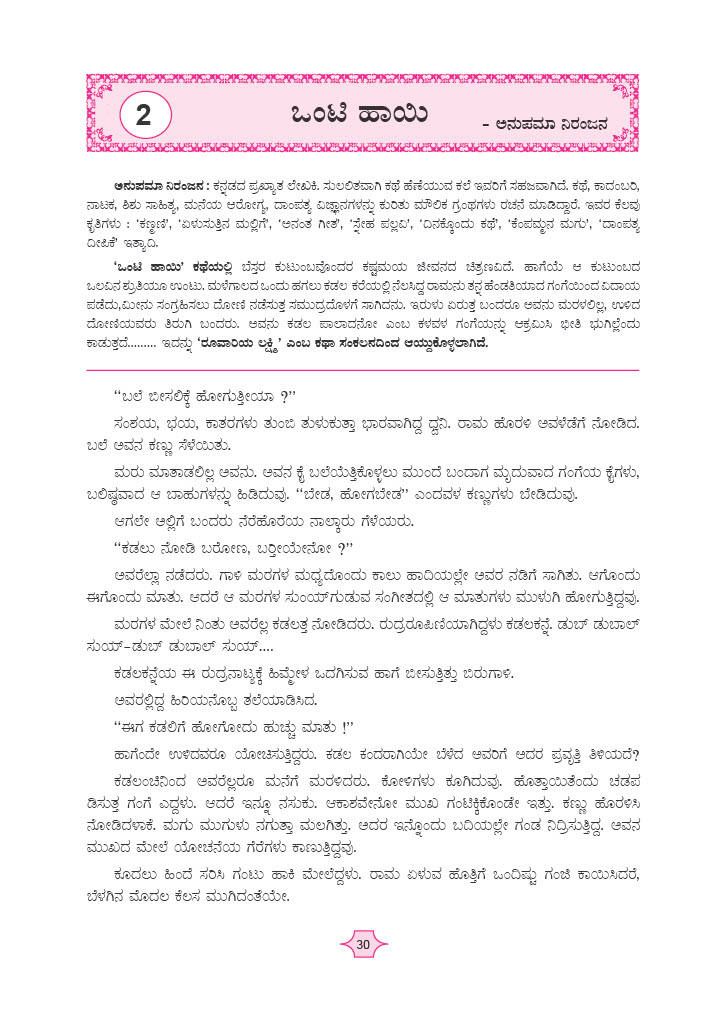 2
ಒಂಟಿ ಹಾಯಿ
- ಅನುಪಮಾ ನಿರಂಜನ
ಅನುಪಮಾ ನಿರಂಜನ : ಕನ್ನಡದ ಪ್ರಖ್ಯಾತ ಲೇಖಕಿ. ಸುಲಲಿತವಾಗಿ ಕಥೆ ಹೆಣೆಯುವ ಕಲೆ ಇವರಿಗೆ ಸಹಜವಾಗಿದೆ. ಕಥೆ, ಕಾದಂಬರಿ,
ನಾಟಕ, ಶಿಶು ಸಾಹಿತ್ಯ, ಮನೆಯ ಆರೋಗ್ಯ, ದಾಂಪತ್ಯ ವಿಜ್ಞಾನಗಳನ್ನು ಕುರಿತು ಮೌಲಿಕ ಗ್ರಂಥಗಳು ರಚನೆ ಮಾಡಿದ್ದಾರೆ. ಇವರ ಕೆಲವು
ಕೃತಿಗಳು : ‘ಕಣ್ಮಣಿ’, ‘ಏಳುಸುತ್ತಿನ ಮಲ್ಲಿಗೆ’, ‘ಅನಂತ ಗೀತ’, ‘ಸ್ನೇಹ ಪಲ್ಲವಿ’, ‘ದಿನಕ್ಕೊಂದು ಕಥೆ’, ‘ಕೆಂಪಮ್ಮನ ಮಗು’, ‘ದಾಂಪತ್ಯ
ದೀಪಿಕೆ’ ಇತ್ಯಾದಿ.
‘ಒಂಟಿ ಹಾಯಿ’ ಕಥೆಯಲ್ಲಿ ಬೆಸ್ತರ ಕುಟುಂಬವೊಂದರ ಕಷ್ಟಮಯ ಜೀವನದ ಚಿತ್ರಣವಿದೆ. ಹಾಗೆಯೆ ಆ ಕುಟುಂಬದ
ಒಲವಿನ ಶ್ರುತಿಯೂ ಉಂಟು. ಮಳೆಗಾಲದ ಒಂದು ಹಗಲು ಕಡಲ ಕರೆಯಲ್ಲಿ ನೆಲಸಿದ್ದ ರಾಮನು ತನ್ನ ಹೆಂಡತಿಯಾದ ಗಂಗೆಯಿಂದ ವಿದಾಯ
ಪಡೆದು,ಮೀನು ಸಂಗ್ರಹಿಸಲು ದೋಣಿ ನಡೆಸುತ್ತ ಸಮುದ್ರದೊಳಗೆ ಸಾಗಿದನು. ಇರುಳು ಏರುತ್ತ ಬಂದರೂ ಅವನು ಮರಳಲಿಲ್ಲ, ಉಳಿದ
ದೋಣಿಯವರು ತಿರುಗಿ ಬಂದರು. ಅವನು ಕಡಲ ಪಾಲಾದನೋ ಎಂಬ ಕಳವಳ ಗಂಗೆಯನ್ನು ಆಕ್ರಮಿಸಿ ಭೀತಿ ಭುಗಿಲ್ಲೆಂದು
ಕಾಡುತ್ತದೆ......... ಇದನ್ನು ‘ರೂವಾರಿಯ ಲಕ್ಷ್ಮಿ’ ಎಂಬ ಕಥಾ ಸಂಕಲನದಿಂದ ಆಯ್ದುಕೊಳ್ಳಲಾಗಿದೆ.
“ಬಲೆ ಬೀಸಲಿಕ್ಕೆ ಹೋಗುತ್ತೀಯಾ ?”
ಸಂಶಯ, ಭಯ, ಕಾತರಗಳು ತುಂಬಿ ತುಳುಕುತ್ತಾ ಭಾರವಾಗಿದ್ದ ಧ್ವನಿ. ರಾಮ ಹೊರಳಿ ಅವಳೆಡೆಗೆ ನೋಡಿದ.
ಬಲೆ ಅವನ ಕಣ್ಣು ಸೆಳೆಯಿತು.
ಮರು ಮಾತಾಡಲಿಲ್ಲ ಅವನು. ಅವನ ಕೈ ಬಲೆಯೆತ್ತಿಕೊಳ್ಳಲು ಮುಂದೆ ಬಂದಾಗ ಮೃದುವಾದ ಗಂಗೆಯ ಕೈಗಳು,
ಬಲಿಷ್ಠವಾದ ಆ ಬಾಹುಗಳನ್ನು ಹಿಡಿದುವು. “ಬೇಡ, ಹೋಗಬೇಡ” ಎಂದವಳ ಕಣ್ಣುಗಳು ಬೇಡಿದುವು.
ಆಗಲೇ ಅಲ್ಲಿಗೆ ಬಂದರು ನೆರೆಹೊರೆಯ ನಾಲ್ಕಾರು ಗೆಳೆಯರು.
“ಕಡಲು ನೋಡಿ ಬರೋಣ, ಬರ್‍ತೀಯೇನೋ ?”
ಅವರೆಲ್ಲಾ ನಡೆದರು. ಗಾಳಿ ಮರಗಳ ಮಧ್ಯದೊಂದು ಕಾಲು ಹಾದಿಯಲ್ಲೇ ಅವರ ನಡಿಗೆ ಸಾಗಿತು. ಆಗೊಂದು
ಈಗೊಂದು ಮಾತು. ಆದರೆ ಆ ಮರಗಳ ಸುಂಯ್‌ಗುಡುವ ಸಂಗೀತದಲ್ಲಿ ಆ ಮಾತುಗಳು ಮುಳುಗಿ ಹೋಗುತ್ತಿದ್ದವು.
ಮರಗಳ ಮೇಲೆ ನಿಂತು ಅವರೆಲ್ಲ ಕಡಲತ್ತ ನೋಡಿದರು. ರುದ್ರರೂಪಿಣಿಯಾಗಿದ್ದಳು ಕಡಲಕನ್ನೆ. ಡುಬ್ ಡುಬಾಲ್
ಸುಯ್-ಡುಬ್ ಡುಬಾಲ್ ಸುಯ್....
ಕಡಲಕನ್ನೆಯ ಈ ರುದ್ರನಾಟ್ಯಕ್ಕೆ ಹಿಮ್ಮೇಳ ಒದಗಿಸುವ ಹಾಗೆ ಬೀಸುತ್ತಿತ್ತು ಬಿರುಗಾಳಿ.
ಅವರಲ್ಲಿದ್ದ ಹಿರಿಯನೊಬ್ಬ ತಲೆಯಾಡಿಸಿದ.
“ಈಗ ಕಡಲಿಗೆ ಹೋಗೋದು ಹುಚ್ಚು ಮಾತು !”
ಹಾಗೆಂದೇ ಉಳಿದವರೂ ಯೋಚಿಸುತ್ತಿದ್ದರು. ಕಡಲ ಕಂದರಾಗಿಯೇ ಬೆಳೆದ ಅವರಿಗೆ ಅದರ ಪ್ರವೃತ್ತಿ ತಿಳಿಯದೆ?
ಕಡಲಂಚಿನಿಂದ ಅವರೆಲ್ಲರೂ ಮನೆಗೆ ಮರಳಿದರು. ಕೋಳಿಗಳು ಕೂಗಿದುವು. ಹೊತ್ತಾಯಿತೆಂದು ಚಡಪ
ಡಿಸುತ್ತ ಗಂಗೆ ಎದ್ದಳು. ಆದರೆ ಇನ್ನೂ ನಸುಕು. ಆಕಾಶವೇನೋ ಮುಖ ಗಂಟಿಕ್ಕಿಕೊಂಡೇ ಇತ್ತು. ಕಣ್ಣು ಹೊರಳಿಸಿ
ನೋಡಿದಳಾಕೆ. ಮಗು ಮುಗುಳು ನಗುತ್ತಾ ಮಲಗಿತ್ತು. ಅದರ ಇನ್ನೊಂದು ಬದಿಯಲ್ಲೇ ಗಂಡ ನಿದ್ರಿಸುತ್ತಿದ್ದ. ಅವನ
ಮುಖದ ಮೇಲೆ ಯೋಚನೆಯ ಗೆರೆಗಳು ಕಾಣುತ್ತಿದ್ದವು.
ಕೂದಲು ಹಿಂದೆ ಸರಿಸಿ ಗಂಟು ಹಾಕಿ ಮೇಲೆದ್ದಳು. ರಾಮ ಏಳುವ ಹೊತ್ತಿಗೆ ಒಂದಿಷ್ಟು ಗಂಜಿ ಕಾಯಿಸಿದರೆ,
ಬೆಳಗಿನ ಮೊದಲ ಕೆಲಸ ಮುಗಿದಂತೆಯೇ.
30